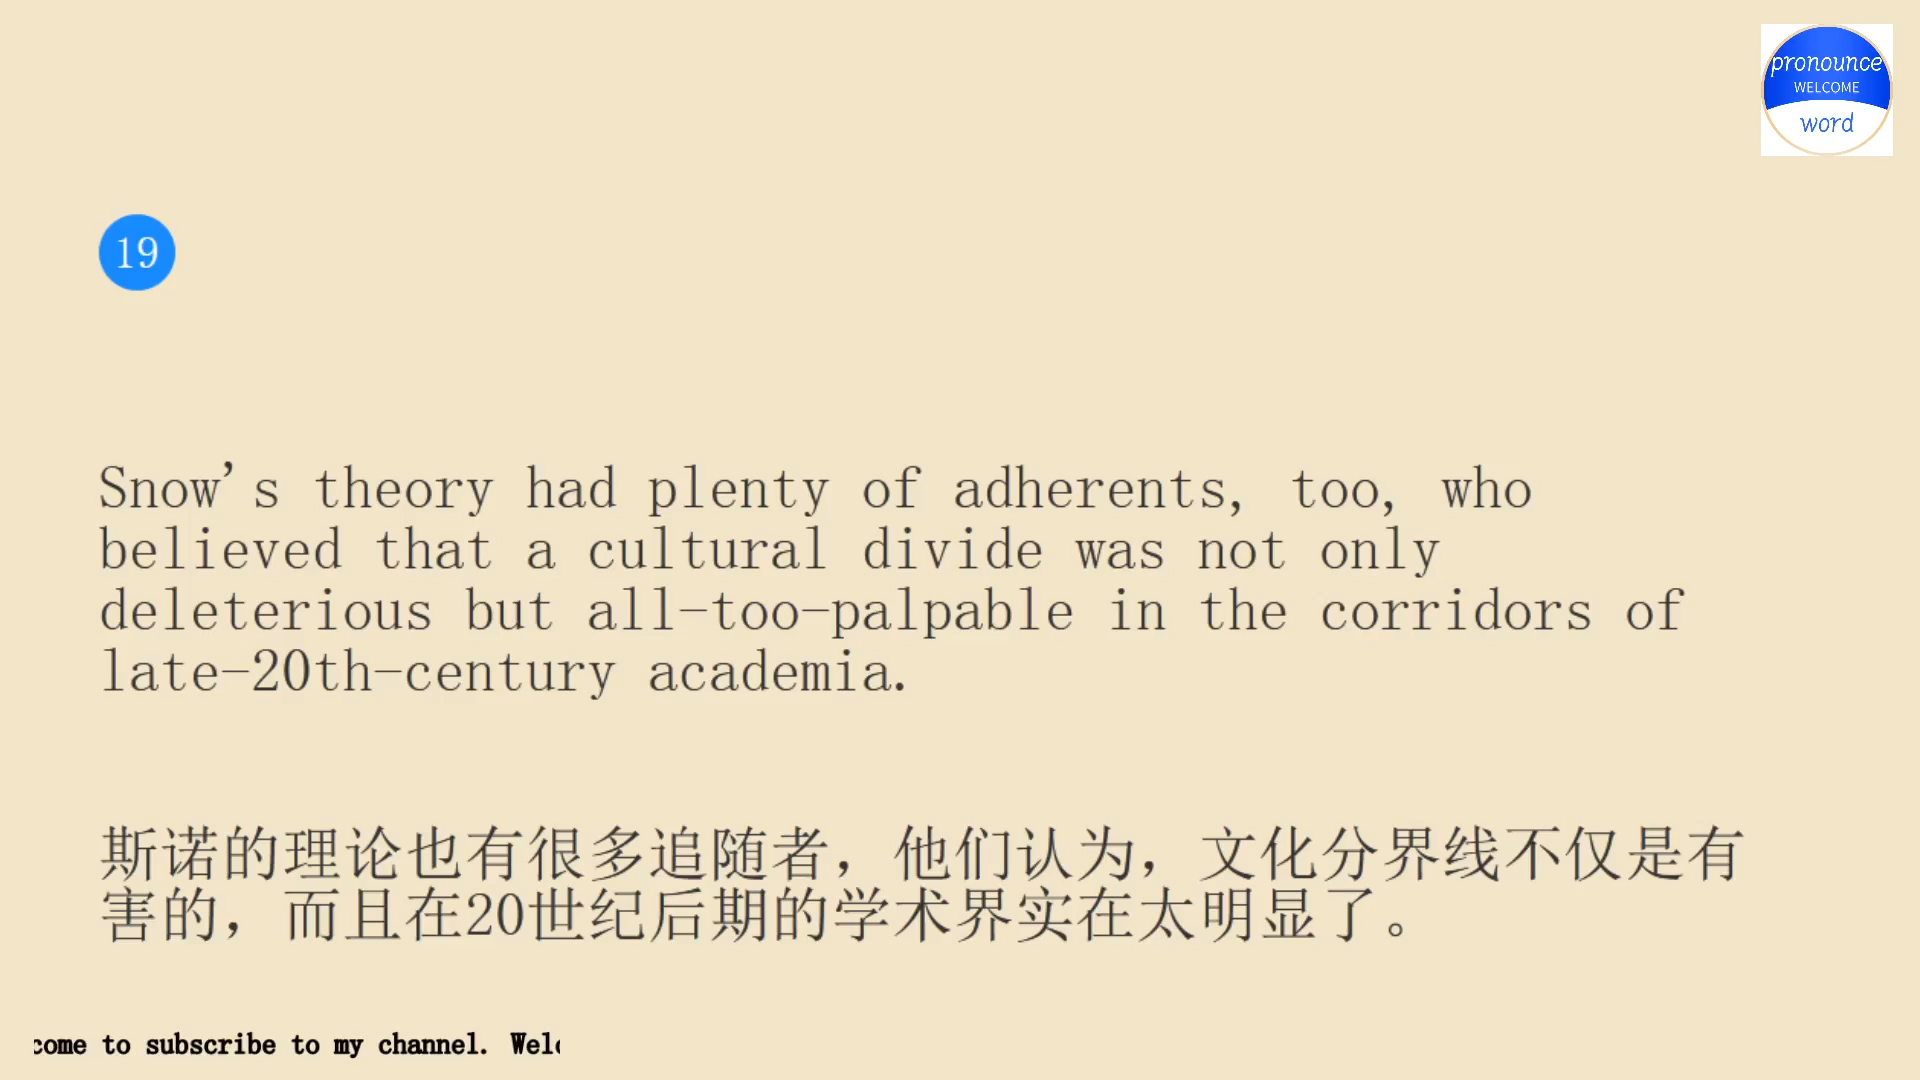 pronounce
WELCOME
word
19
Snow's theory had plenty of adherents, too, who
believed that a cultural divide was not only
deleterious but all-too-palpable in the corridors of
late-20th-century academia.
斯诺的理论也有很多追随者，他们认为，文化分界线不仅是有
害的，而且在20世纪后期的学术界实在太明显了。
come to subscribe to my channel. Welc